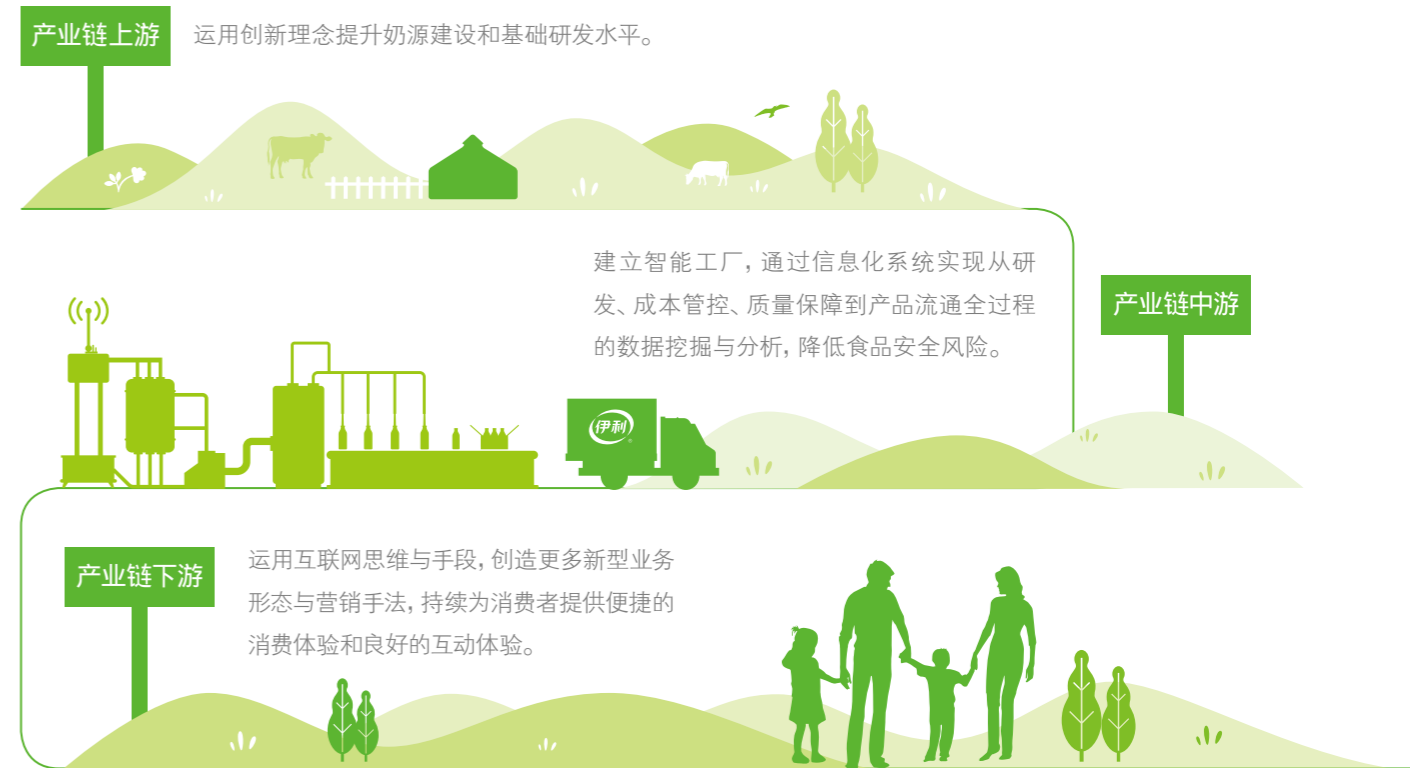 产业链上游
运用创新理念提升奶源建设和基础研发水平。
建立智能工厂，通过信息化系统实现从研
发、成本管控、质量保障到产品流通全过程
的数据挖掘与分析，降低食品安全风险。
产业链中游
伊利
产业链下游
运用互联网思维与手段，创造更多新型业务
形态与营销手法，持续为消费者提供便捷的
消费体验和良好的互动体验。